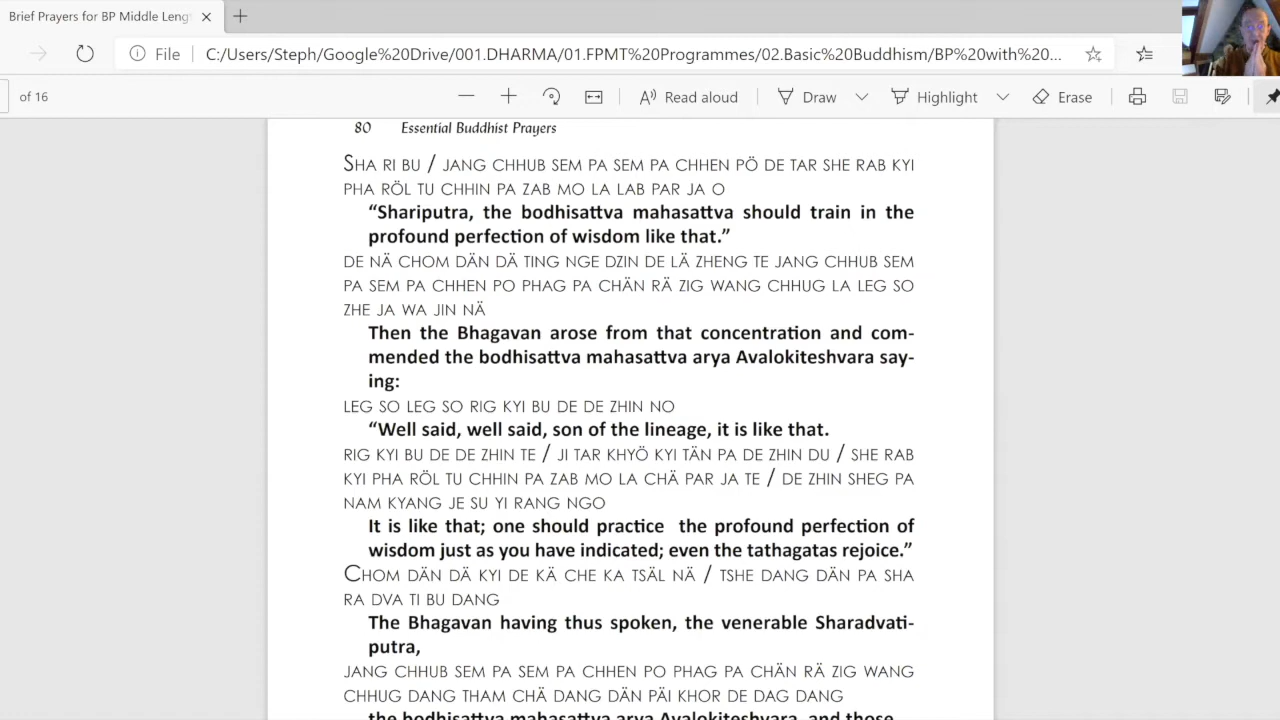 Brief Prayers for BP Middle Leng
File
C:/Users/Steph/Google%20Drive/001.DHARMA/01.FPMT%20Programmes/02.Basic%20Buddhism/BP%20with%20...
of 16
Read aloud
Draw
Highlight
Erase
80 Essential Buddhist Prayers
SHA RI BU / JANG CHHUB SEM PA SEM PA CHHEN PÖ DE TAR SHE RAB KYI
PHA RÖL TU CHHIN PA ZAB MO LA LAB PAR JA O
“Shariputra, the bodhisattva mahasattva should train in the
profound perfection of wisdom like that.”
DE NÄ CHOM DÄN DÄ TING NGE DZIN DE LÄ ZHENG TE JANG CHHUB SEM
PA SEM PA CHHEN PO PHAG PA CHÄN RÄ ZIG WANG CHHUG LA LEG SO
ZHE JA WA JIN NÄ
Then the Bhagavan arose from that concentration and com-
mended the bodhisattva mahasattva arya Avalokiteshvara say-
ing:
LEG SO LEG SO RIG KYI BU DE DE ZHIN NO
“Well said, well said, son of the lineage, it is like that.
RIG KYI BU DE DE ZHIN TE / JI TAR KHYÖ KYI TÄN PA DE ZHIN DU / SHE RAB
KYI PHA RÖL TU CHHIN PA ZAB MO LA CHÄ PAR JA TE / DE ZHIN SHEG PA
NAM KYANG JE SU YI RANG NGO
It is like that; one should practice the profound perfection of
wisdom just as you have indicated; even the tathagatas rejoice.”
CHOM DÄN DÄ KYI DE KÄ CHE KA TSÄL NÄ / TSHE DANG DÄN PA SHA
RA DVA TI BU DANG
The Bhagavan having thus spoken, the venerable Sharadvati-
putra,
JANG CHHUB SEM PA SEM PA CHHEN PO PHAG PA CHÄN RÄ ZIG WANG
CHHUG DANG THAM CHÄ DANG DÄN PÄI KHOR DE DAG DANG
the bodhisattva mahasattva arya Avalokiteshvara, and those